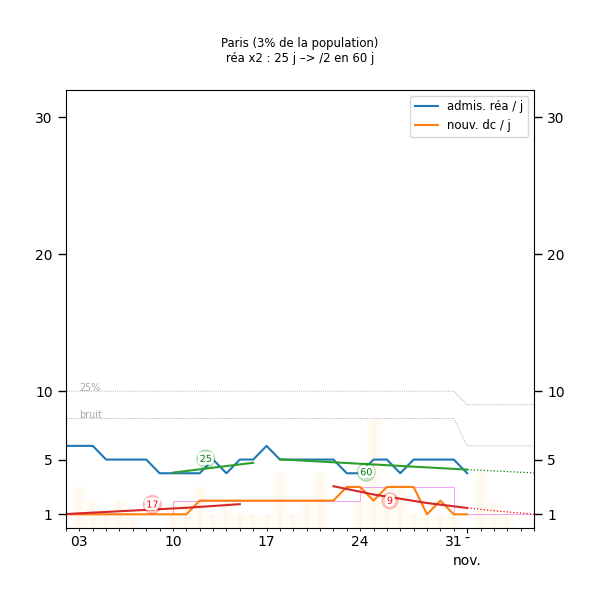 Paris (3% de la population)
réa x2 : 25 j –> /2 en 60 j
admis. réa / j
nouv. dc / j
30 30
20 20
10 10
25%
bruit
5 5
25
60
17
9
1 1
03 10 17 24 31
nov.